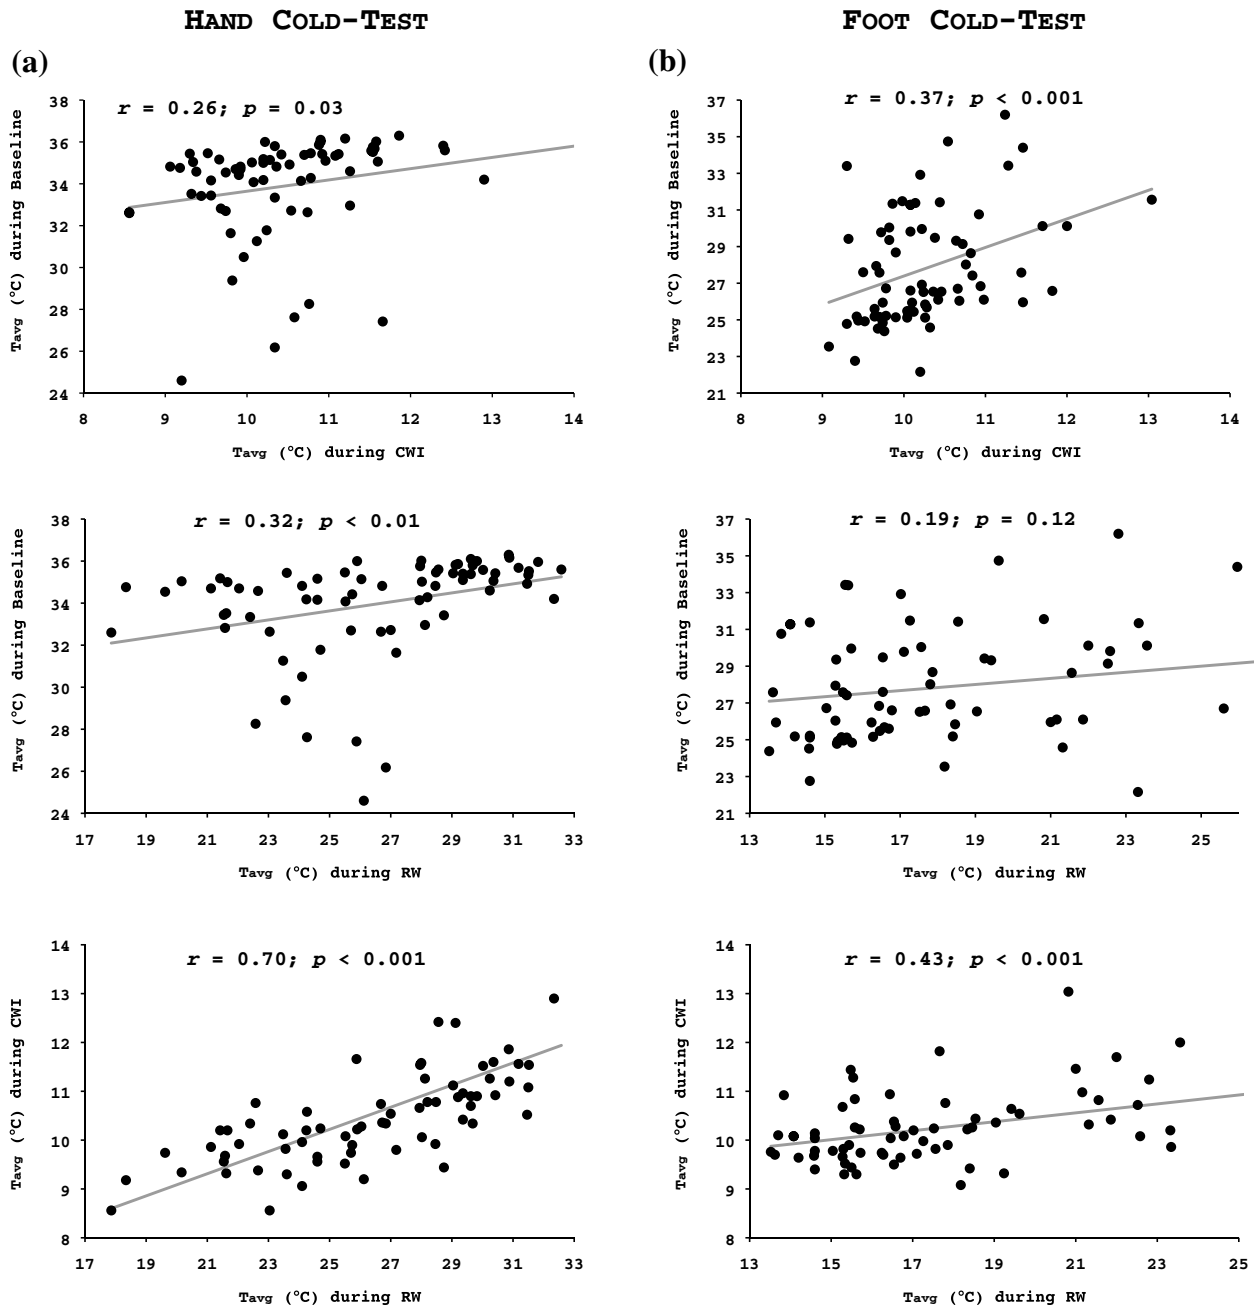 HAND COLD-TEST
FOOT COLD-TEST
(a)
(b)
r = 0.26; p = 0.03
Tavg (°C) during Baseline
38
36
34
32
30
28
26
24
8 9 10 11 12 13 14
Tavg (°C) during CWI
r = 0.37; p < 0.001
Tavg (°C) during Baseline
37
35
33
31
29
27
25
23
21
8 9 10 11 12 13 14
Tavg (°C) during CWI
r = 0.32; p < 0.01
Tavg (°C) during Baseline
38
36
34
32
30
28
26
24
17 19 21 23 25 27 29 31 33
Tavg (°C) during RW
r = 0.19; p = 0.12
Tavg (°C) during Baseline
37
35
33
31
29
27
25
23
21
13 15 17 19 21 23 25
Tavg (°C) during RW
r = 0.70; p < 0.001
Tavg (°C) during CWI
14
13
12
11
10
9
8
17 19 21 23 25 27 29 31 33
Tavg (°C) during RW
r = 0.43; p < 0.001
Tavg (°C) during CWI
14
13
12
11
10
9
8
13 15 17 19 21 23 25
Tavg (°C) during RW